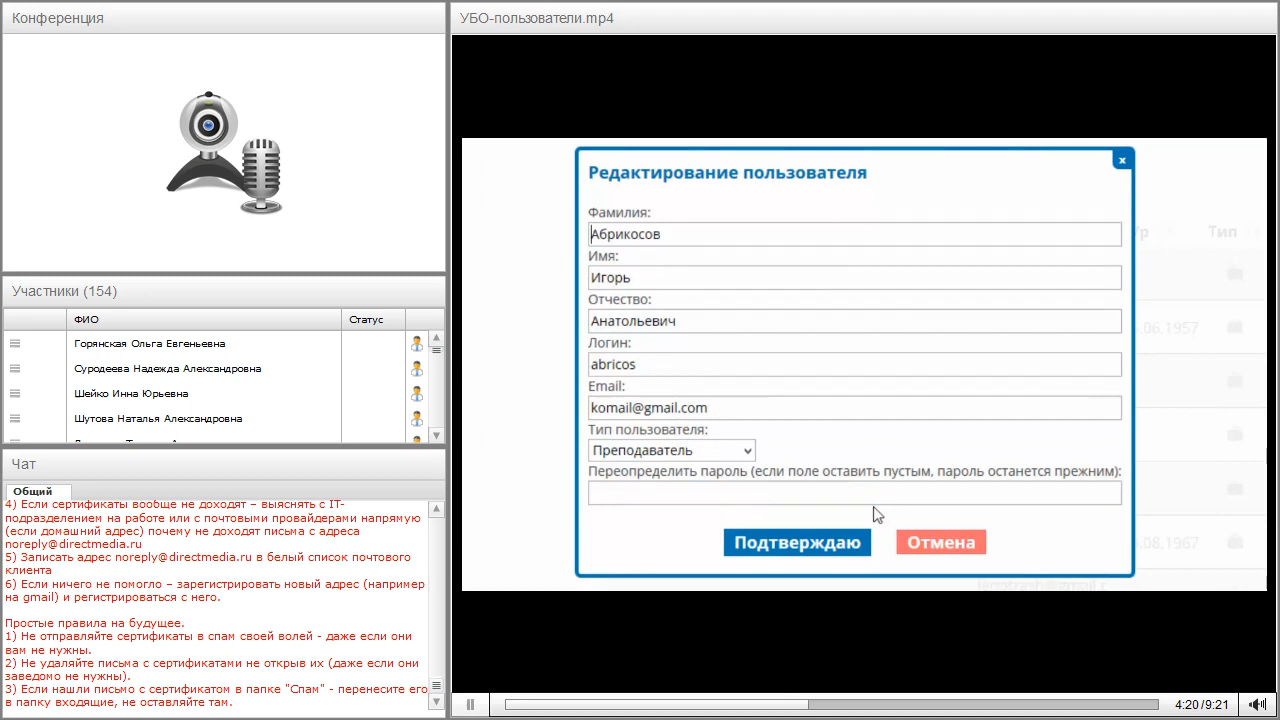 Конференция
УБО-пользователи.mp4
Участники (154)
ФИО
Статус
Горянская Ольга Евгеньевна
Суродеева Надежда Александровна
Шейко Инна Юрьевна
Шутова Наталья Александровна
Чат
Общий
4) Если сертификаты вообще не доходят – выяснять с IT-
подразделением на работе или с почтовыми провайдерами напрямую
(если домашний адрес) почему не доходят письма с адреса
noreply@directmedia.ru
5) Записать адрес noreply@directmedia.ru в белый список почтового
клиента
6) Если ничего не помогло – зарегистрировать новый адрес (например
на gmail) и регистрироваться с него.
Простые правила на будущее.
1) Не отправляйте сертификаты в спам своей волей - даже если они
вам не нужны.
2) Не удаляйте письма с сертификатами не открыв их (даже если они
заведомо не нужны).
3) Если нашли письмо с сертификатом в папке "Спам" - перенесите его
в папку входящие, не оставляйте там.
x
Редактирование пользователя
Фамилия:
Абрикосов
Имя:
Игорь
Отчество:
Анатольевич
Логин:
abricos
Email:
komail@gmail.com
Тип пользователя:
Преподаватель
Переопределить пароль (если поле оставить пустым, пароль останется прежним):
Подтверждаю
Отмена
Тип
.06.1957
.08.1967
4:20/9:21